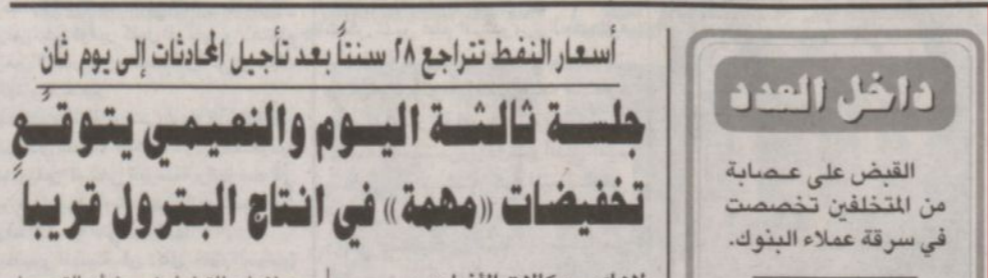 أسعار النفط تتراجع ٢٨ سنتاً بعد تأجيل المحادثات إلى يوم ثان
جلسة ثالثة اليوم والنعيمي يتوقع
تخفيضات «مهمة» في انتاج البترول قريباً
داخل العدد
القبض على عصابة
من المتخلفين تخصصت
في سرقة عملاء البنوك.